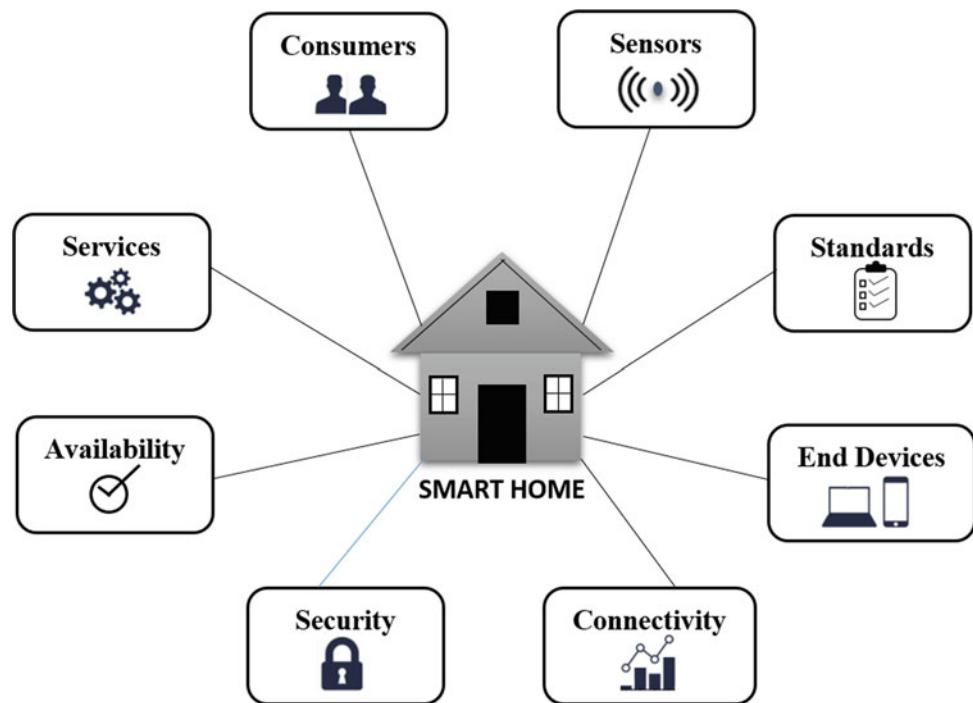 Consumers
Sensors
Services
Standards
Availability
End Devices
SMART HOME
Security
Connectivity